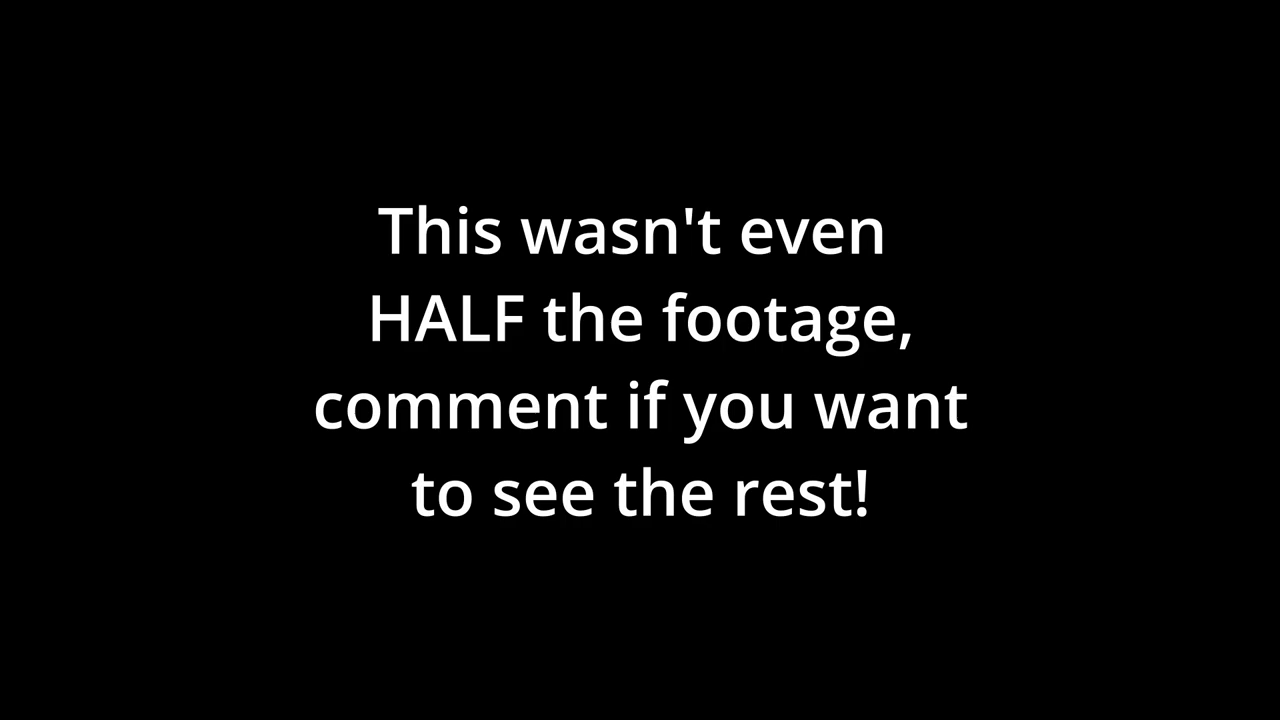 This wasn't even
HALF the footage,
comment if you want
to see the rest!